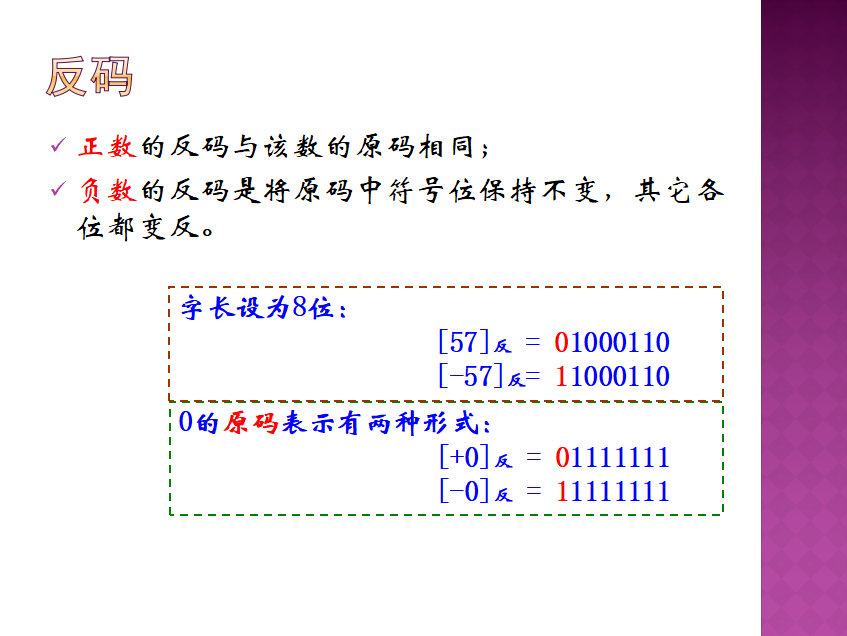 反码
正数的反码与该数的原码相同；
负数的反码是将原码中符号位保持不变，其它各
位都变反。
字长设为8位：
[57]反 = 01000110
[-57]反= 11000110
0的原码表示有两种形式：
[+0]反 = 01111111
[-0]反 = 11111111